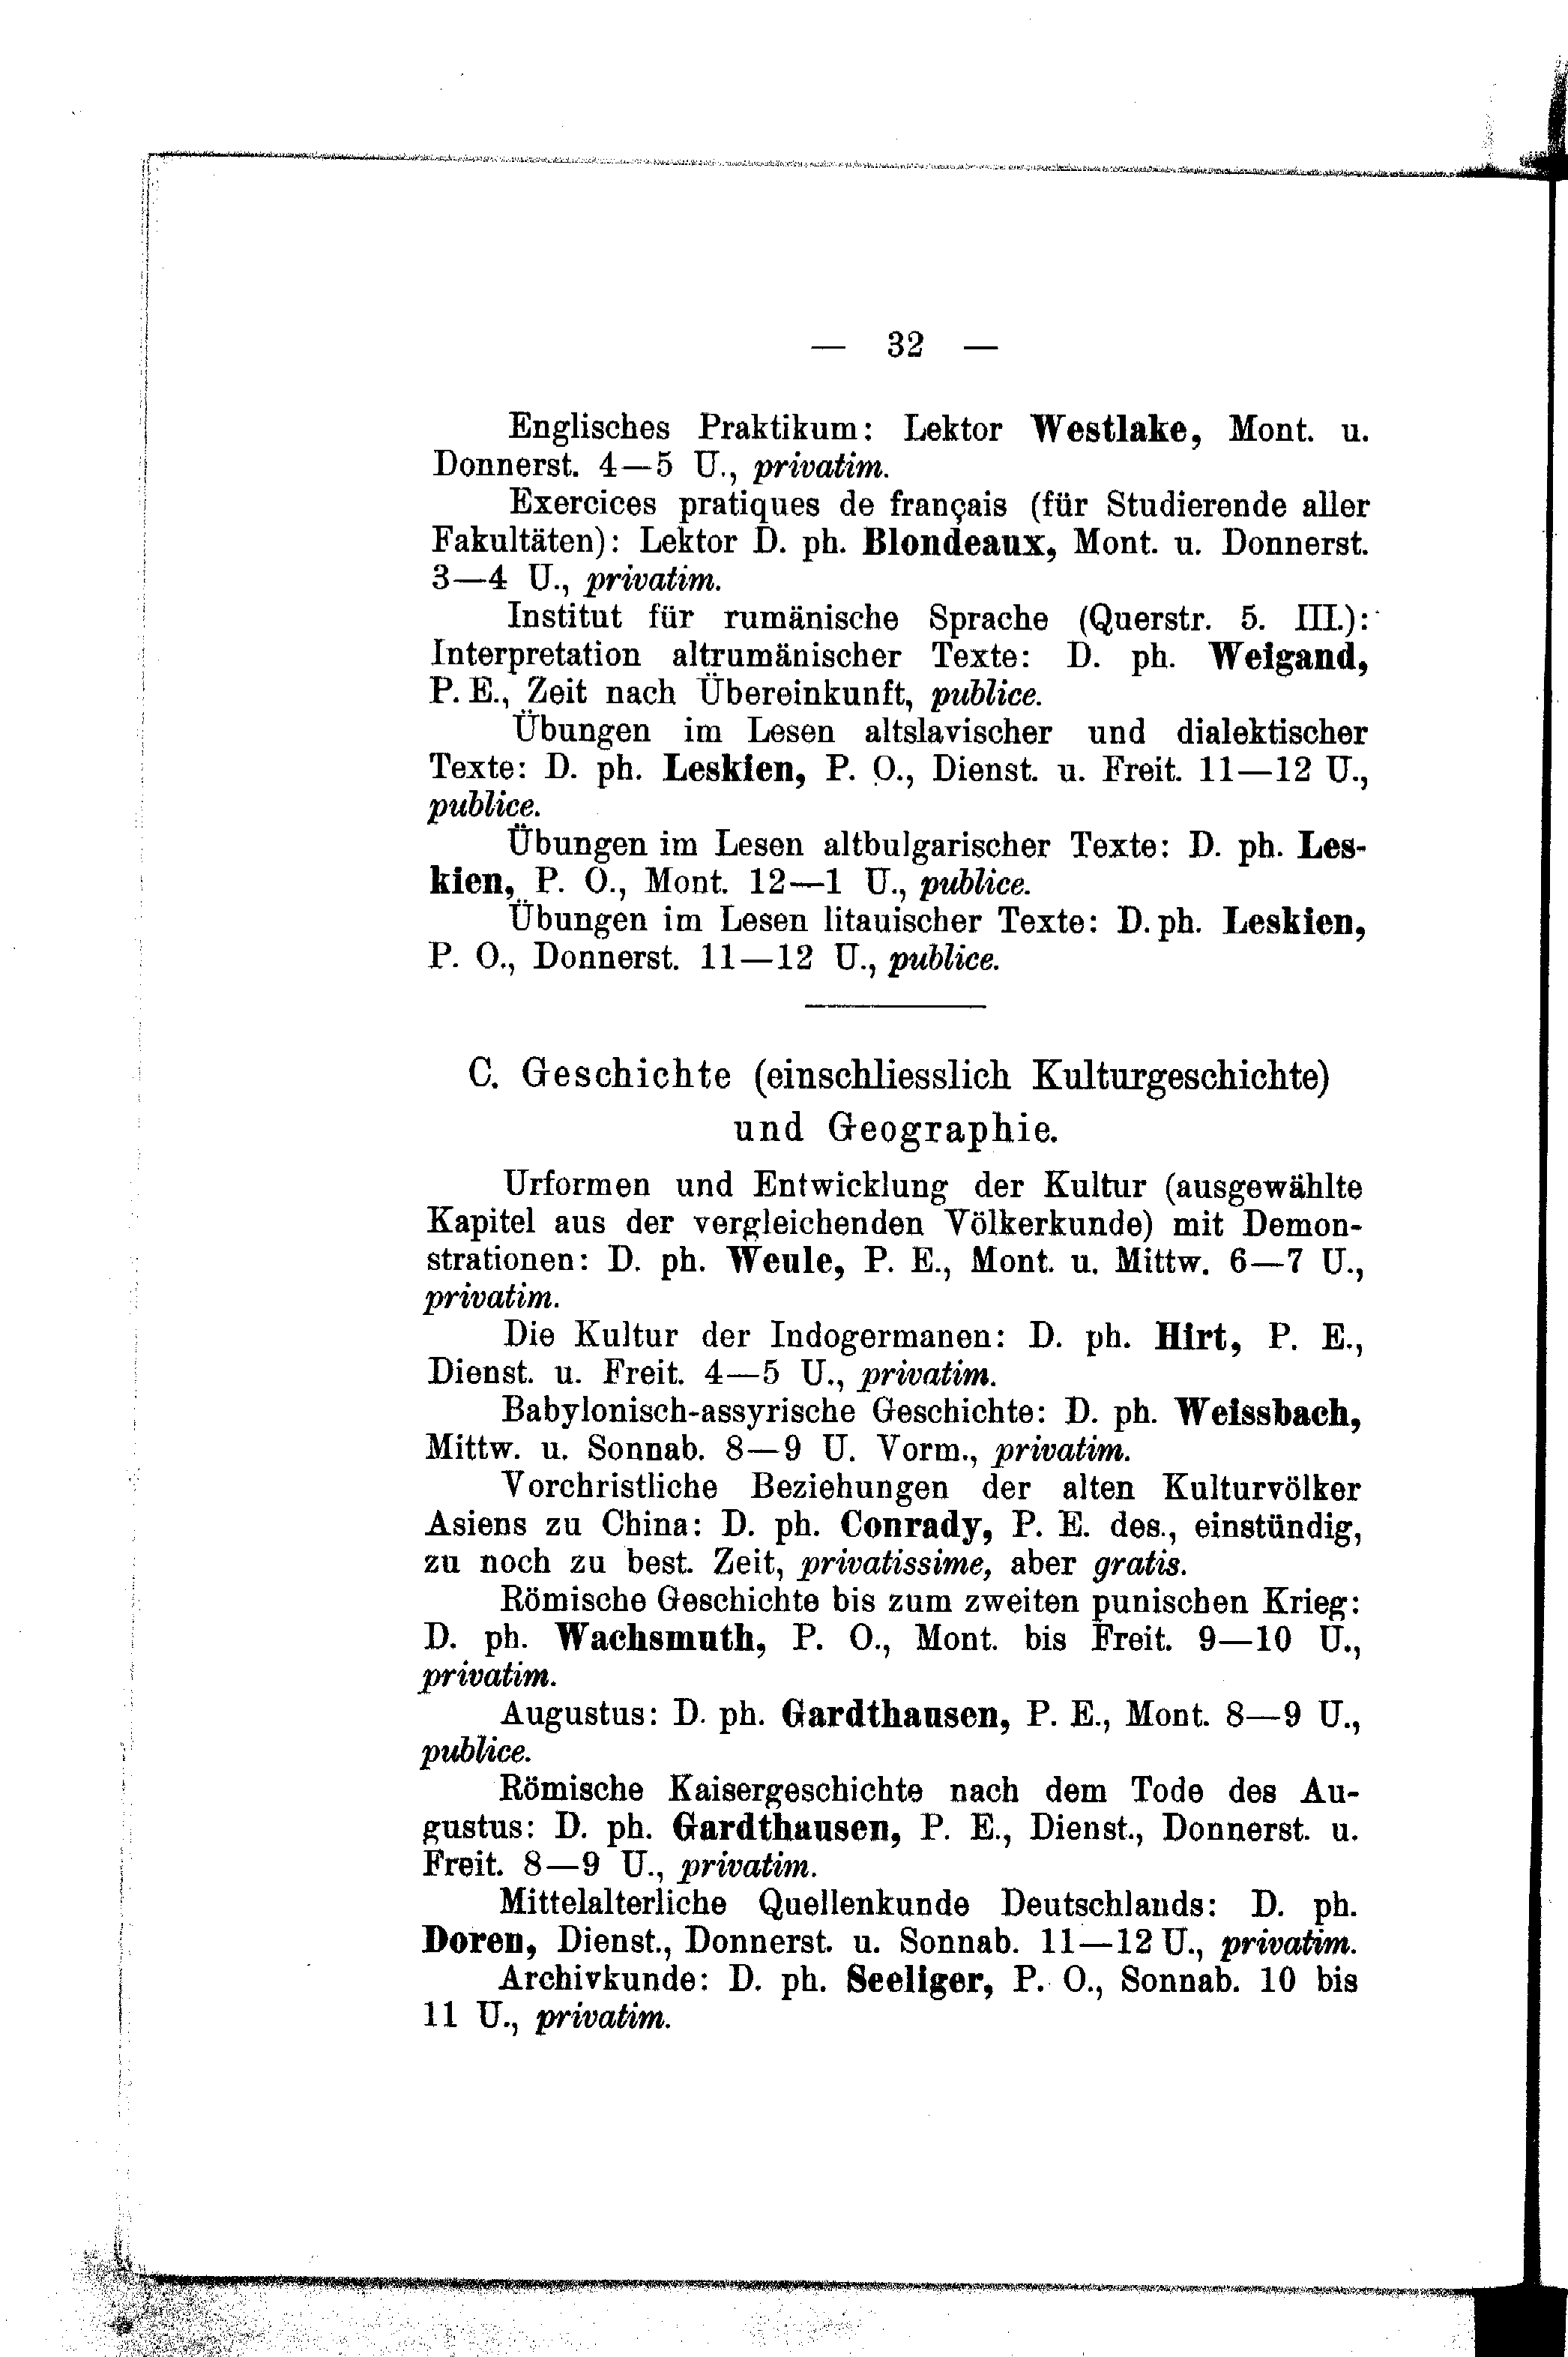 — 32 —
Englisches Praktikum: Lektor Westlake, Mont. u.
Donnerst. 4—5 U., privatim.
Exercices pratiques de français (für Studierende aller
Fakultäten): Lektor D. ph. Blondeaux, Mont. u. Donnerst.
3—4 U., privatim.
Institut für rumänische Sprache (Querstr. 5. III.):
Interpretation altrumänischer Texte: D. ph. Weigand,
P. E., Zeit nach Übereinkunft, publice.
Übungen im Lesen altslavischer und dialektischer
Texte: D. ph. Leskien, P. O., Dienst. u. Freit. 11—12 U.,
publice.
Übungen im Lesen altbulgarischer Texte: D. ph. Les-
kien, P. O., Mont. 12—1 U., publice.
Übungen im Lesen litauischer Texte: D. ph. Leskien,
P. O., Donnerst. 11—12 U., publice.
C. Geschichte (einschliesslich Kulturgeschichte)
und Geographie.
Urformen und Entwicklung der Kultur (ausgewählte
Kapitel aus der vergleichenden Völkerkunde) mit Demon-
strationen: D. ph. Weule, P. E., Mont. u. Mittw. 6—7 U.,
privatim.
Die Kultur der Indogermanen: D. ph. Hirt, P. E.,
Dienst. u. Freit. 4—5 U., privatim.
Babylonisch-assyrische Geschichte: D. ph. Weissbach,
Mittw. u. Sonnab. 8—9 U. Vorm., privatim.
Vorchristliche Beziehungen der alten Kulturvölker
Asiens zu China: D. ph. Conrady, P. E. des., einstündig,
zu noch zu best. Zeit, privatissime, aber gratis.
Römische Geschichte bis zum zweiten punischen Krieg:
D. ph. Wachsmuth, P. O., Mont. bis Freit. 9—10 U.,
privatim.
Augustus: D. ph. Gardthausen, P. E., Mont. 8—9 U.,
publice.
Römische Kaisergeschichte nach dem Tode des Au-
gustus: D. ph. Gardthausen, P. E., Dienst., Donnerst. u.
Freit. 8—9 U., privatim.
Mittelalterliche Quellenkunde Deutschlands: D. ph.
Doren, Dienst., Donnerst. u. Sonnab. 11—12 U., privatim.
Archivkunde: D. ph. Seeliger, P. O., Sonnab. 10 bis
11 U., privatim.